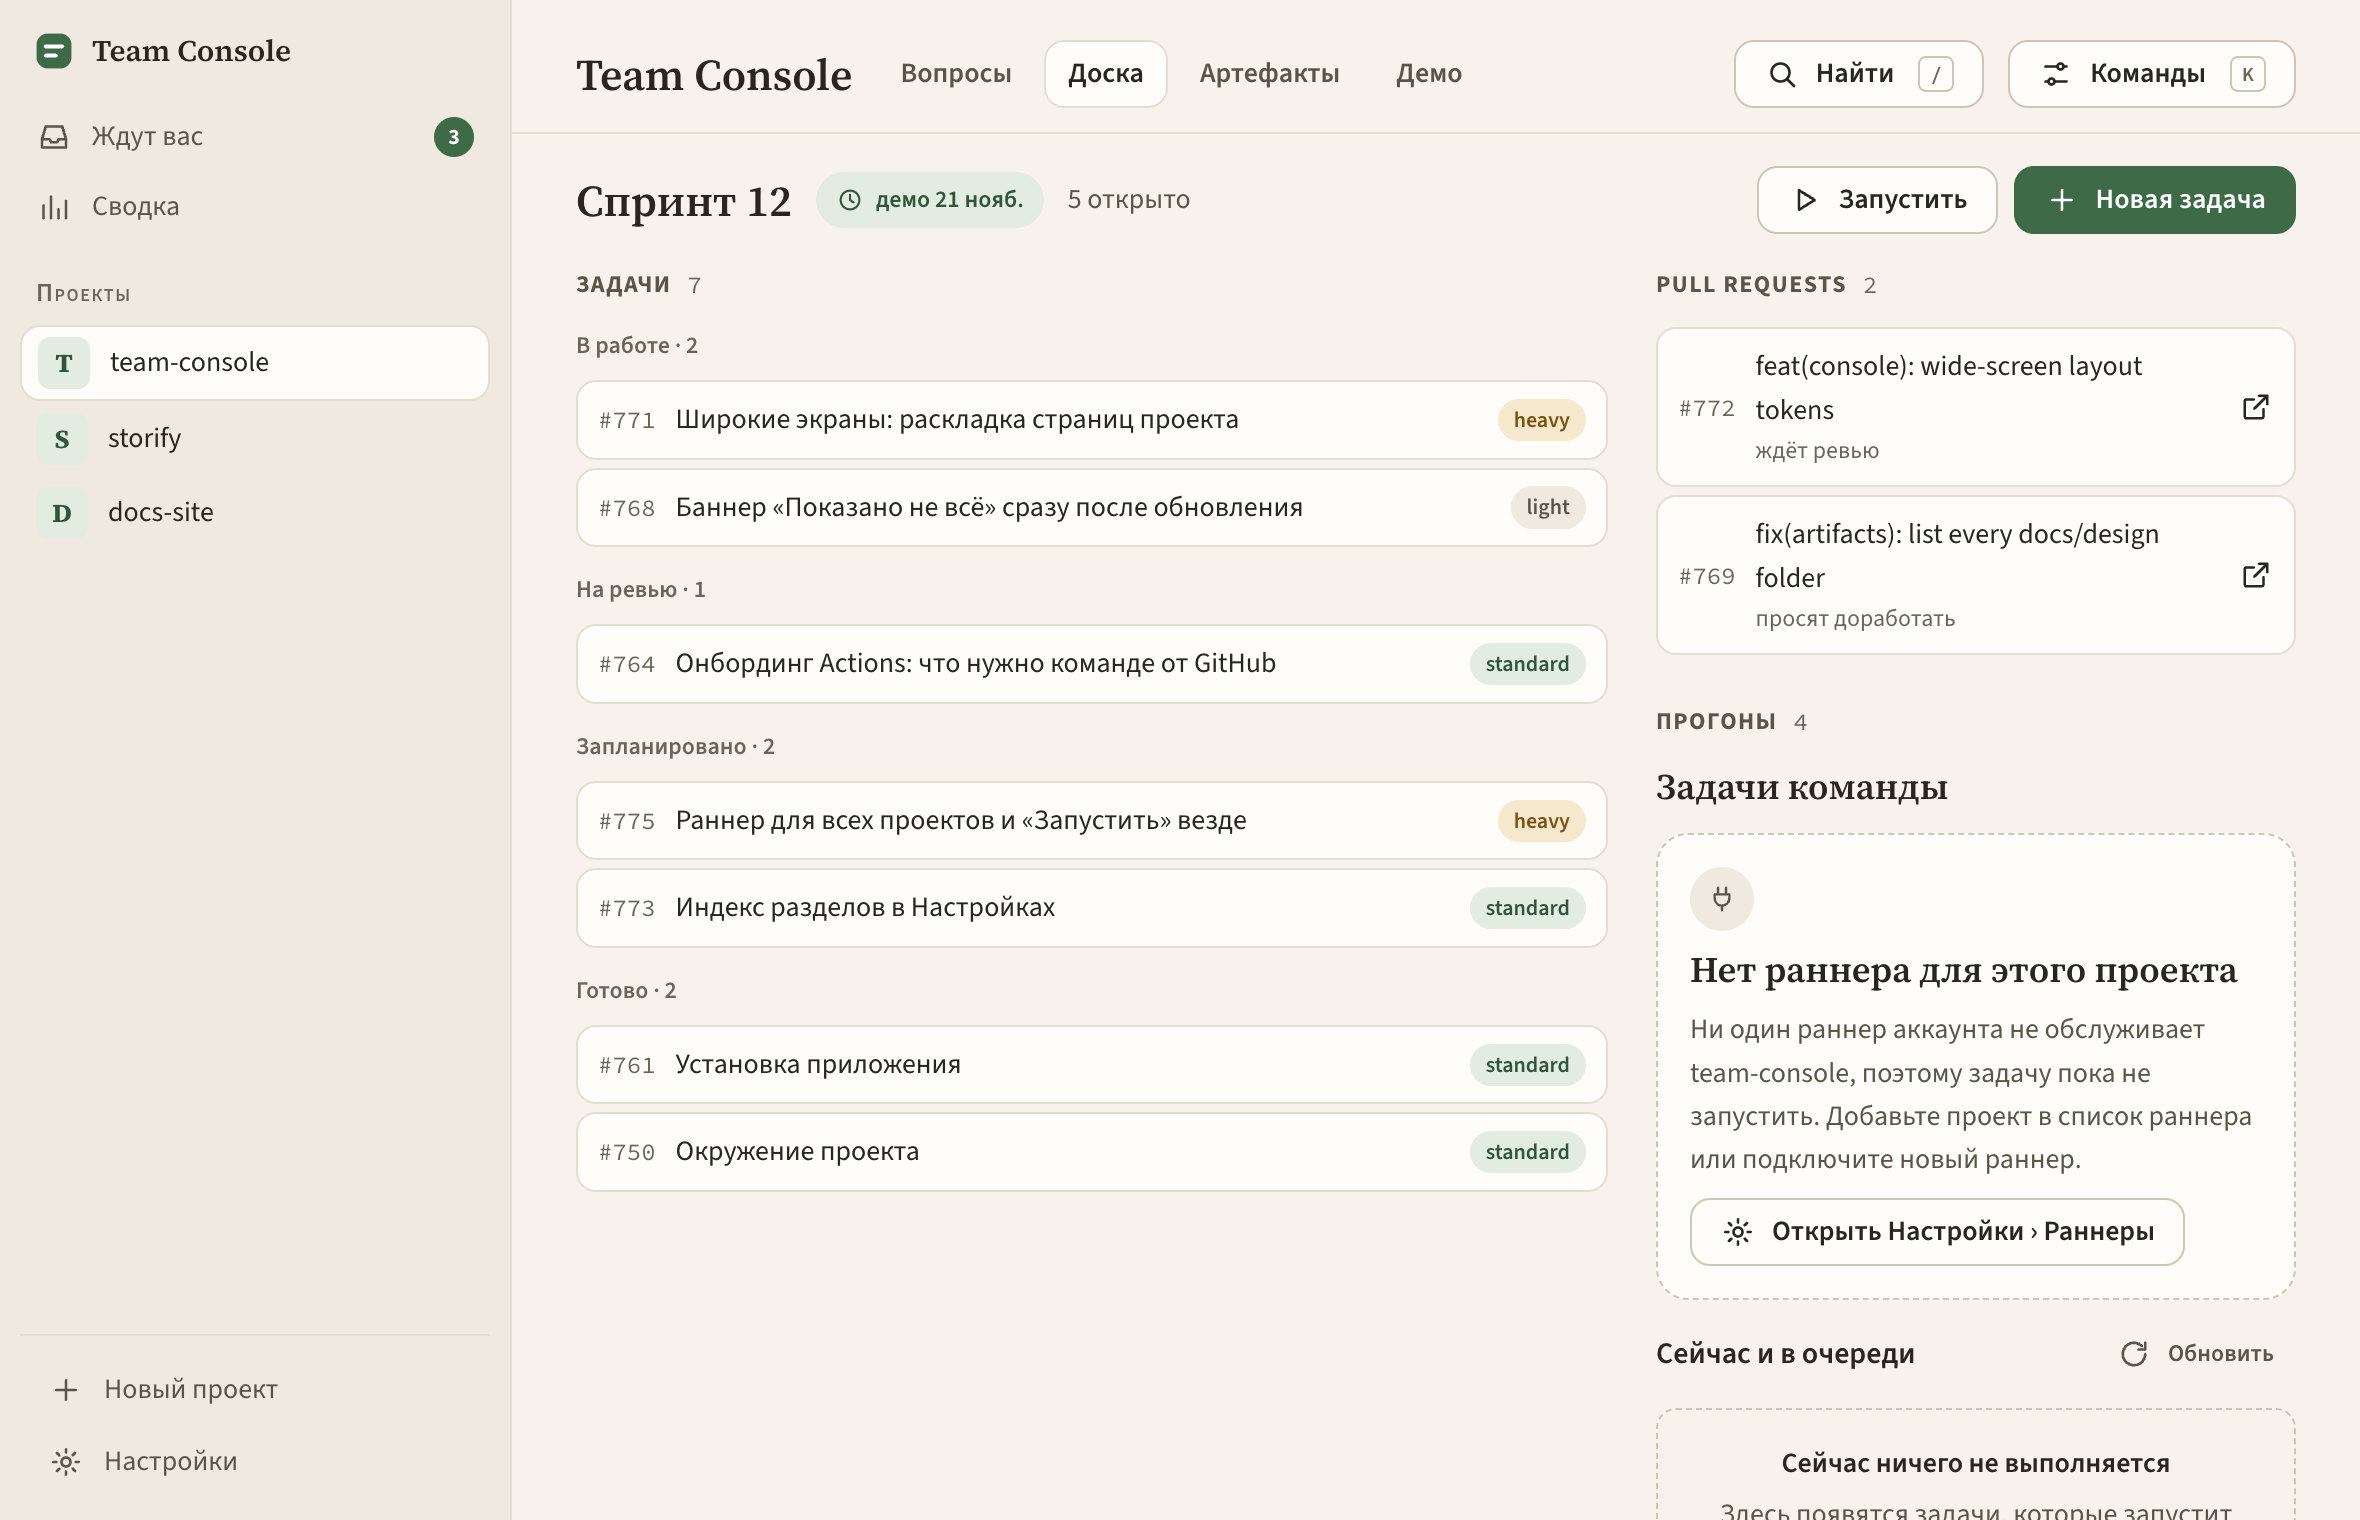 Team Console
Ждут вас
3
Сводка
Проекты
T
team-console
S
storify
D
docs-site
Новый проект
Настройки
Team Console
Вопросы
Доска
Артефакты
Демо
Найти
/
Команды
K
Спринт 12
демо 21 нояб.
5 открыто
Запустить
Новая задача
ЗАДАЧИ 7
В работе · 2
#771 Широкие экраны: раскладка страниц проекта heavy
#768 Баннер «Показано не всё» сразу после обновления light
На ревью · 1
#764 Онбординг Actions: что нужно команде от GitHub standard
Запланировано · 2
#775 Раннер для всех проектов и «Запустить» везде heavy
#773 Индекс разделов в Настройках standard
Готово · 2
#761 Установка приложения standard
#750 Окружение проекта standard
PULL REQUESTS 2
feat(console): wide-screen layout
#772 tokens
ждёт ревью
fix(artifacts): list every docs/design
#769 folder
просят доработать
ПРОГОНЫ 4
Задачи команды
Нет раннера для этого проекта
Ни один раннер аккаунта не обслуживает
team-console, поэтому задачу пока не
запустить. Добавьте проект в список раннера
или подключите новый раннер.
Открыть Настройки › Раннеры
Сейчас и в очереди
Обновить
Сейчас ничего не выполняется
Здесь появятся задачи, которые запустит